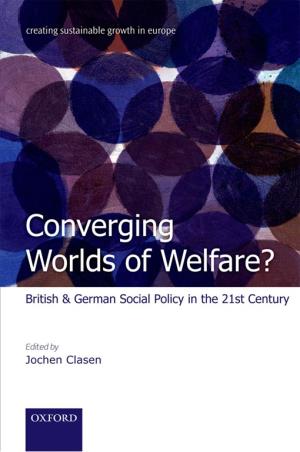 creating sustainable growth in europe
Converging
Worlds of Welfare?
British & German Social Policy in the 21st Century
Edited by
Jochen Clasen
OXFORD